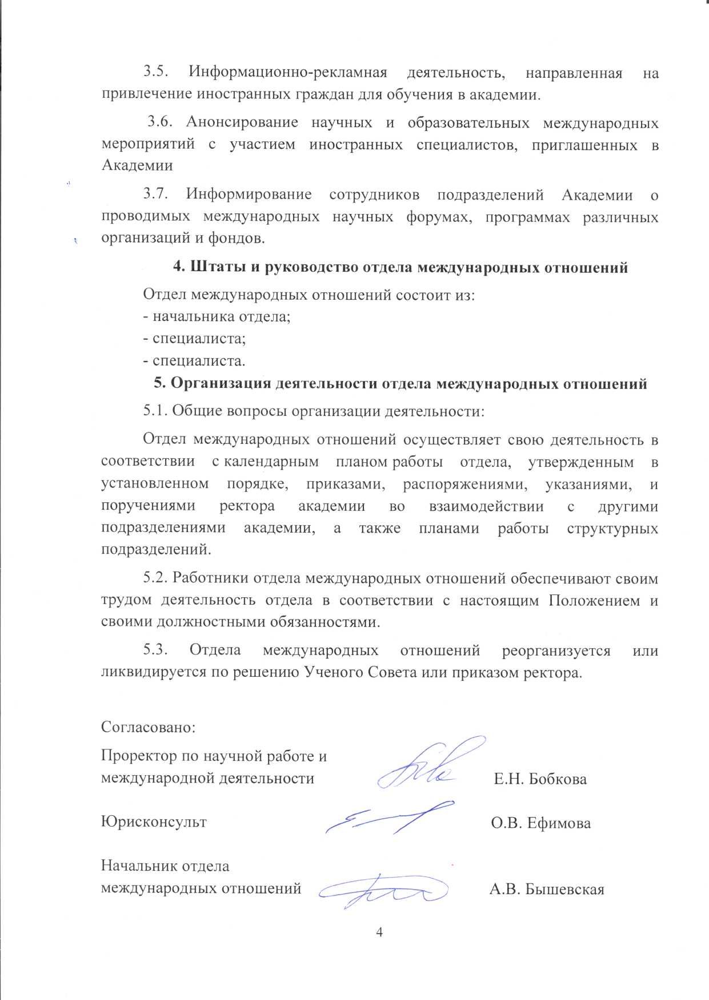 3.5. Информационно-рекламная деятельность, направленная на
привлечение иностранных граждан для обучения в академии.
3.6. Анонсирование научных и образовательных международных
мероприятий с участием иностранных специалистов, приглашенных в
Академии
3.7. Информирование сотрудников подразделений Академии о
проводимых международных научных форумах, программах различных
организаций и фондов.
4. Штаты и руководство отдела международных отношений
Отдел международных отношений состоит из:
- начальника отдела;
- специалиста;
- специалиста.
5. Организация деятельности отдела международных отношений
5.1. Общие вопросы организации деятельности:
Отдел международных отношений осуществляет свою деятельность в
соответствии с календарным планом работы отдела, утвержденным в
установленном порядке, приказами, распоряжениями, указаниями, и
поручениями ректора академии во взаимодействии с другими
подразделениями академии, а также планами работы структурных
подразделений.
5.2. Работники отдела международных отношений обеспечивают своим
трудом деятельность отдела в соответствии с настоящим Положением и
своими должностными обязанностями.
5.3. Отдела международных отношений реорганизуется или
ликвидируется по решению Ученого Совета или приказом ректора.
Согласовано:
Проректор по научной работе и
международной деятельности Е.Н. Бобкова
Юрисконсульт О.В. Ефимова
Начальник отдела
международных отношений А.В. Бышевская
4